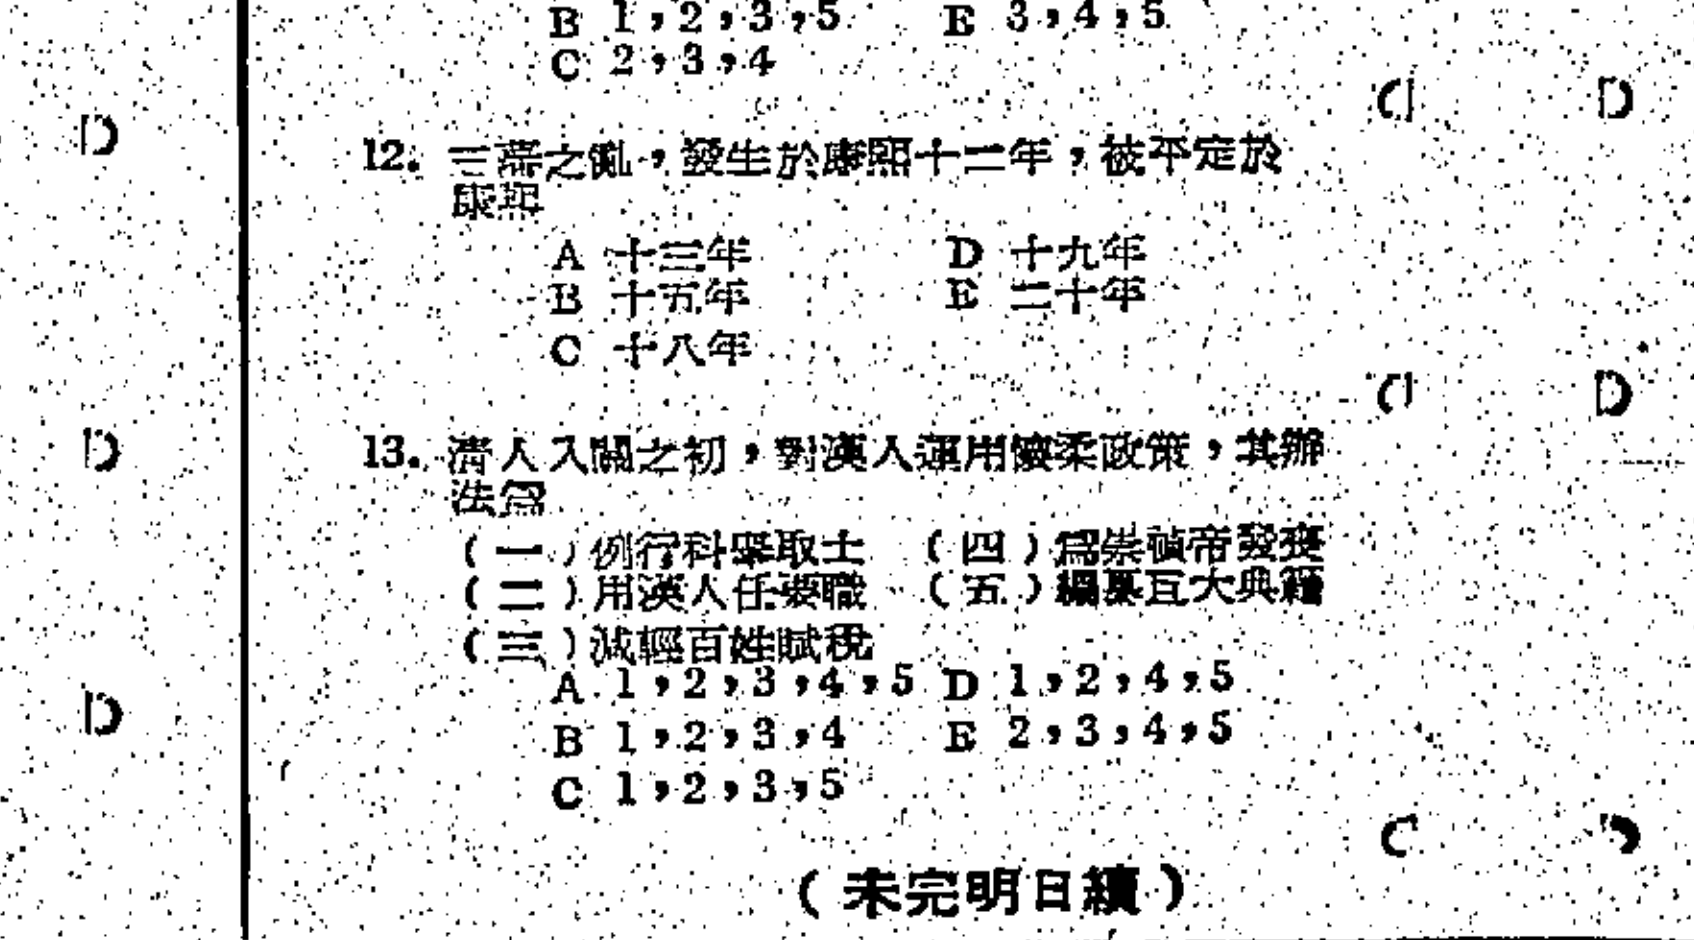 B 1,2,3,5 E 3,4,5
C 2,3,4
12. 三藩之亂,發生於康熙十二年,被平定於
康熙
A 十三年 D 十九年
B 十五年 E 二十年
C 十八年
13. 清人入關之初,對漢人運用懷柔政策,其辦
法爲
(一)例行科舉取士 (四)爲崇禎帝發喪
(二)用漢人任要職 (五)編纂巨大典籍
(三)減輕百姓賦稅
A 1,2,3,4,5 D 1,2,4,5
B 1,2,3,4 E 2,3,4,5
C 1,2,3,5
(未完明日續)
D
D
D
C D
C D
C